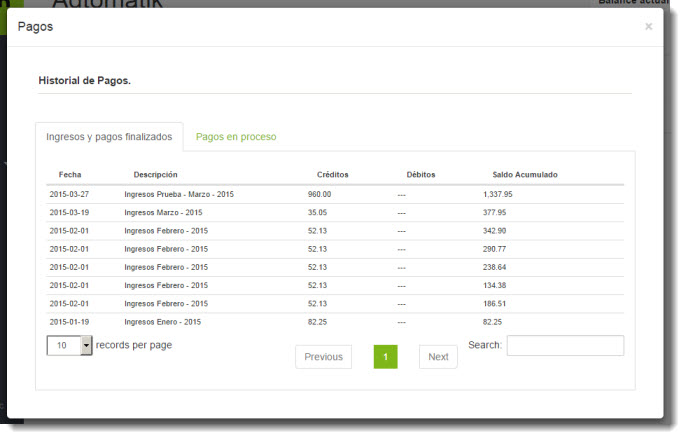 Automatik
Balance actual
Pagos ×
Historial de Pagos.
Ingresos y pagos finalizados Pagos en proceso
Fecha Descripción Créditos Débitos Saldo Acumulado
2015-03-27 Ingresos Prueba - Marzo - 2015 960.00 --- 1,337.95
2015-03-19 Ingresos Marzo - 2015 35.05 --- 377.95
2015-02-01 Ingresos Febrero - 2015 52.13 --- 342.90
2015-02-01 Ingresos Febrero - 2015 52.13 --- 290.77
2015-02-01 Ingresos Febrero - 2015 52.13 --- 238.64
2015-02-01 Ingresos Febrero - 2015 52.13 --- 134.38
2015-02-01 Ingresos Febrero - 2015 52.13 --- 186.51
2015-01-19 Ingresos Enero - 2015 82.25 --- 82.25
10 records per page Previous 1 Next Search: